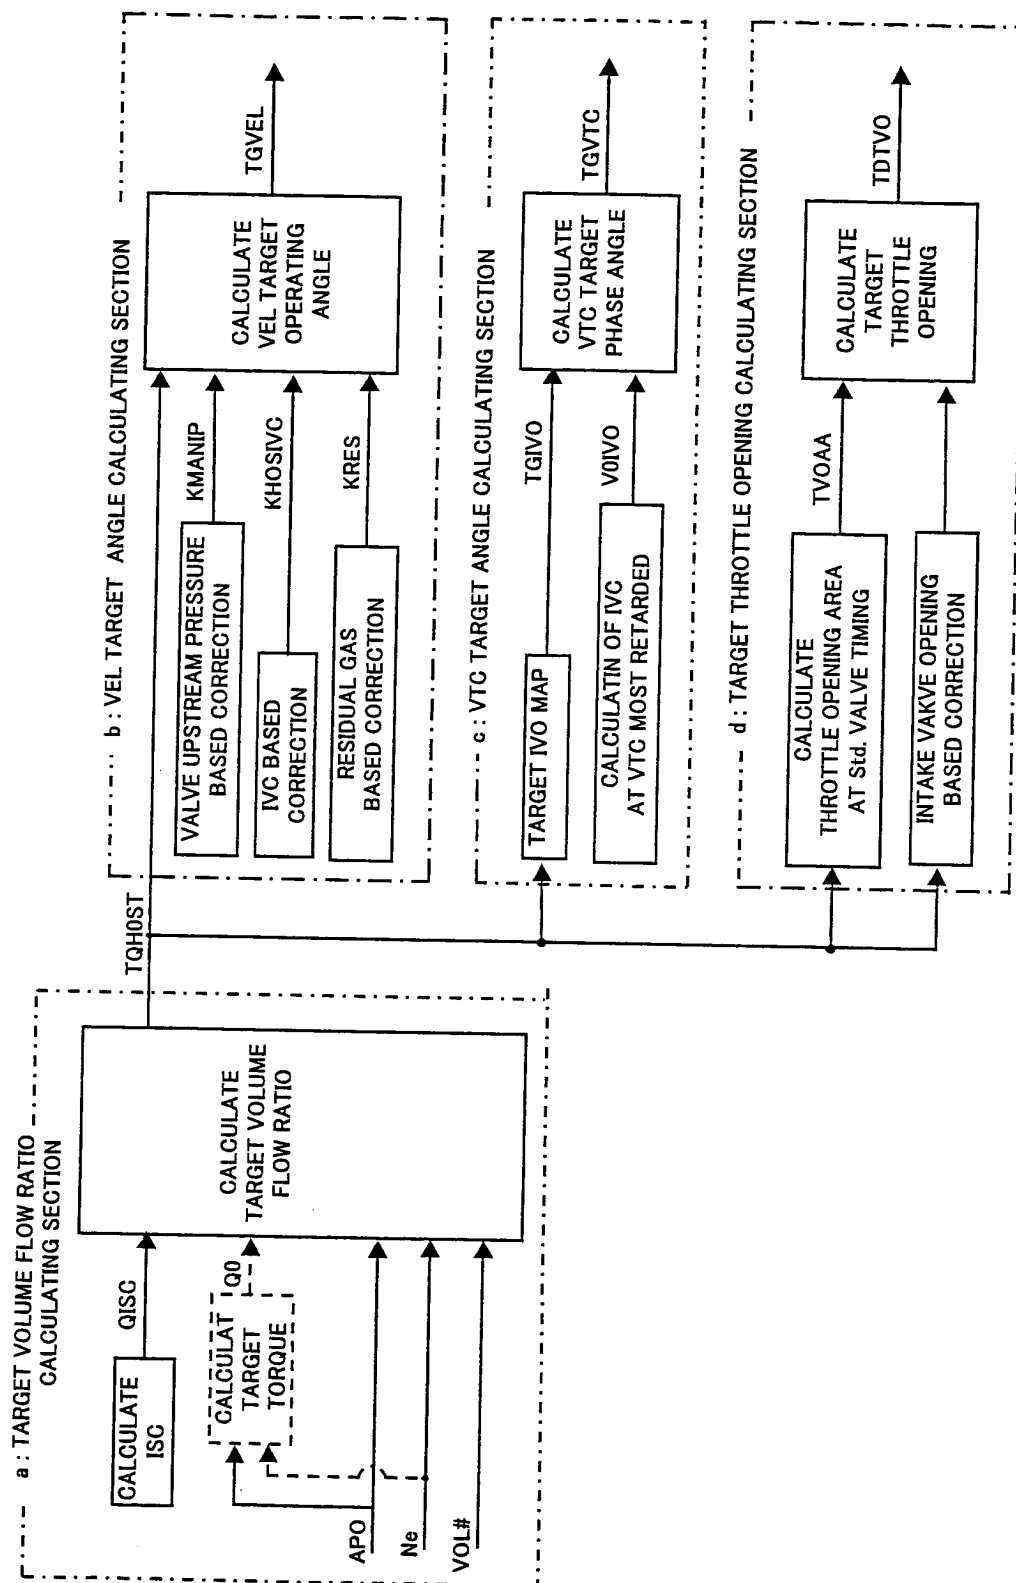 a : TARGET VOLUME FLOW RATIO
CALCULATING SECTION
CALCULATE
ISC
QISC
CALCULAT
TARGET
TORQUE
Q0
APO
Ne
VOL#
CALCULATE
TARGET VOLUME
FLOW RATIO
TQH0ST
b : VEL TARGET ANGLE CALCULATING SECTION
VALVE UPSTREAM PRESSURE
BASED CORRECTION
KMANIP
IVC BASED
CORRECTION
KHOSIVC
RESIDUAL GAS
BASED CORRECTION
KRES
CALCULATE
VEL TARGET
OPERATING
ANGLE
TGVEL
c : VTC TARGET ANGLE CALCULATING SECTION
TARGET IVO MAP
TGIVO
CALCULATIN OF IVC
AT VTC MOST RETARDED
V0IVO
CALCULATE
VTC TARGET
PHASE ANGLE
TGVTC
d : TARGET THROTTLE OPENING CALCULATING SECTION
CALCULATE
THROTTLE OPENING AREA
AT Std. VALVE TIMING
TVOAA
INTAKE VAKVE OPENING
BASED CORRECTION
CALCULATE
TARGET
THROTTLE
OPENING
TDTVO